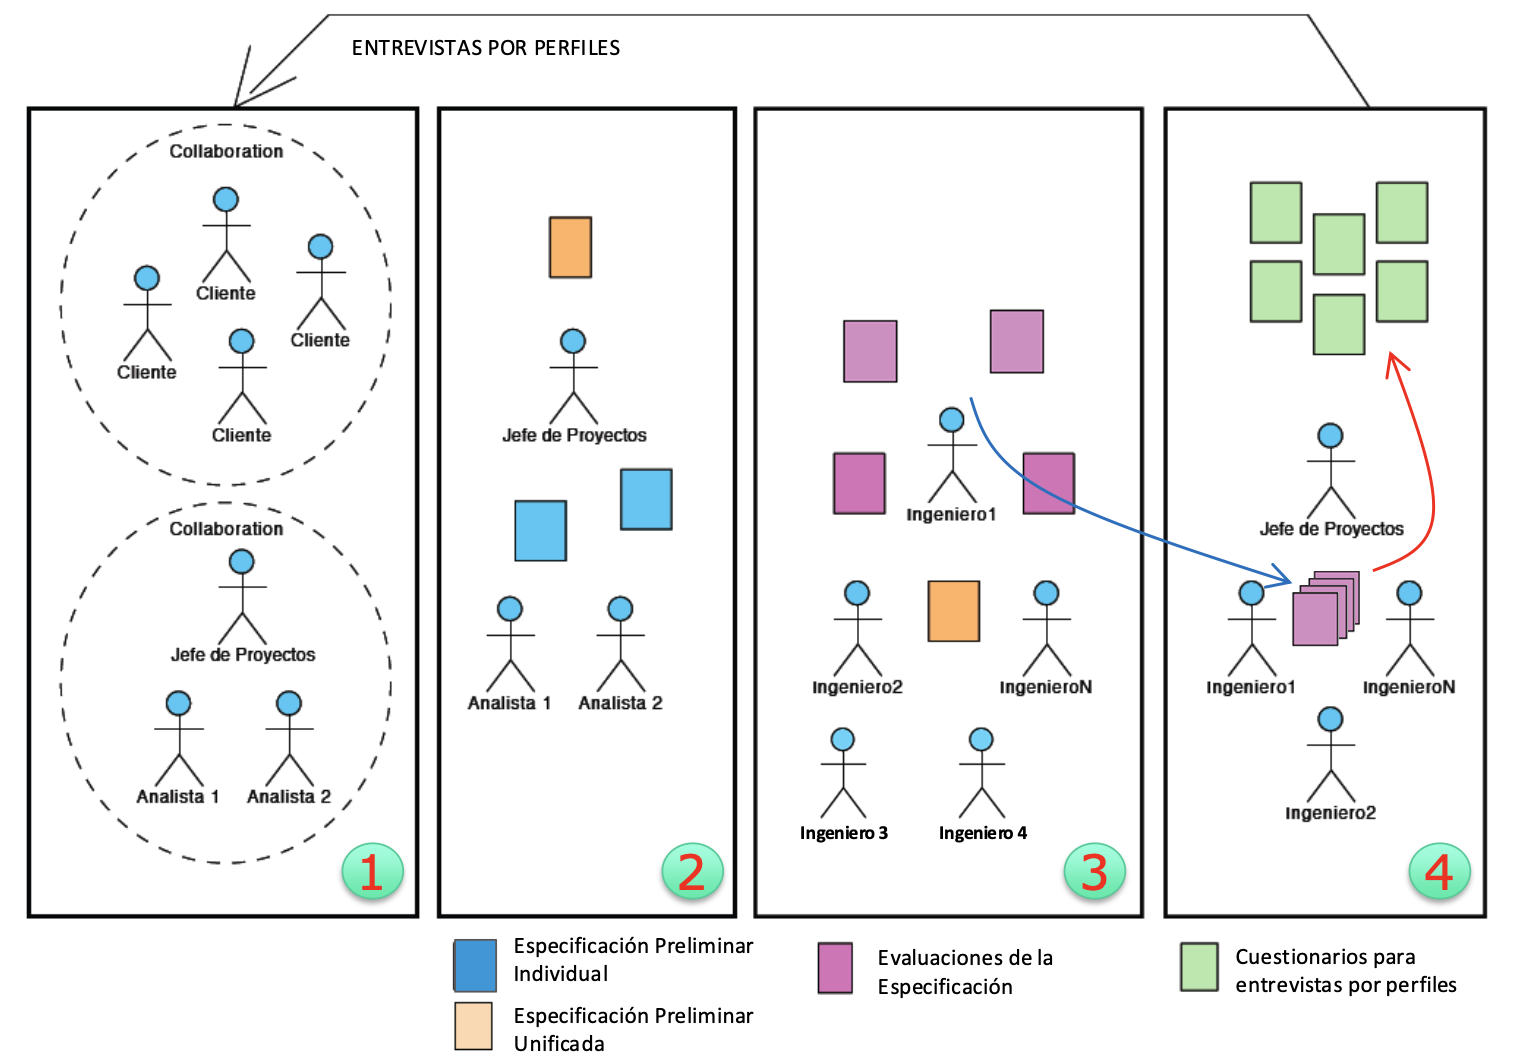 ENTREVISTAS POR PERFILES
Collaboration
Cliente
Cliente
Cliente
Cliente
Collaboration
Jefe de Proyectos
Analista 1
Analista 2
1
Jefe de Proyectos
Analista 1
Analista 2
2
Ingeniero1
Ingeniero2
IngenieroN
Ingeniero 3
Ingeniero 4
3
Jefe de Proyectos
Ingeniero1
IngenieroN
Ingeniero2
4
Especificación Preliminar
Individual
Especificación Preliminar
Unificada
Evaluaciones de la
Especificación
Cuestionarios para
entrevistas por perfiles